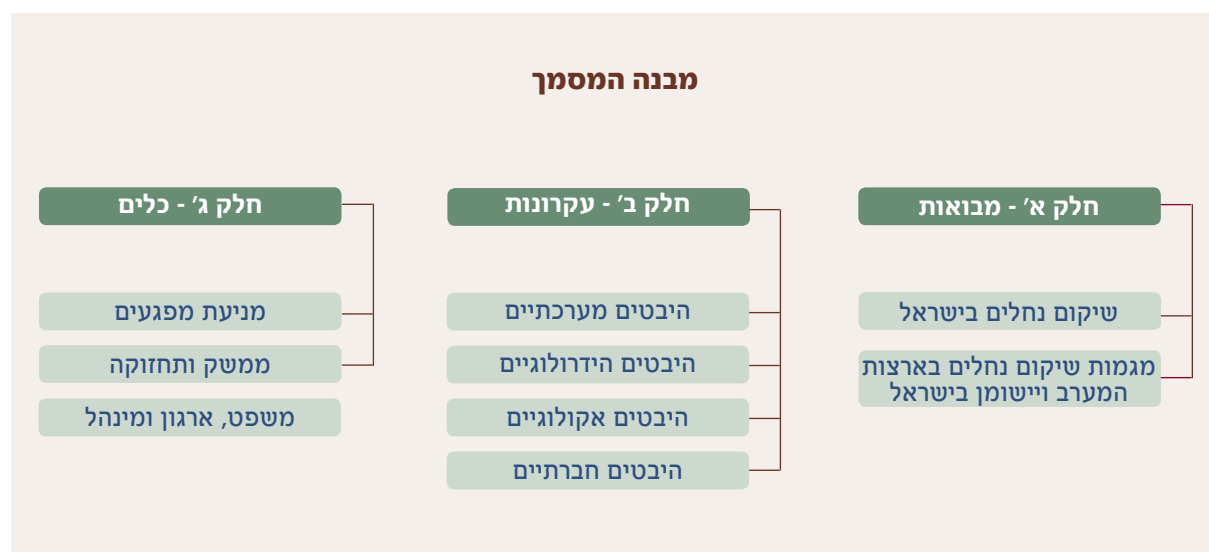 מבנה המסמך
חלק א' - מבואות
שיקום נחלים בישראל
מגמות שיקום נחלים בארצות
המערב ויישומן בישראל
חלק ב' - עקרונות
היבטים מערכתיים
היבטים הידרולוגיים
היבטים אקולוגיים
היבטים חברתיים
חלק ג' - כלים
מניעת מפגעים
ממשק ותחזוקה
משפט, ארגון ומינהל